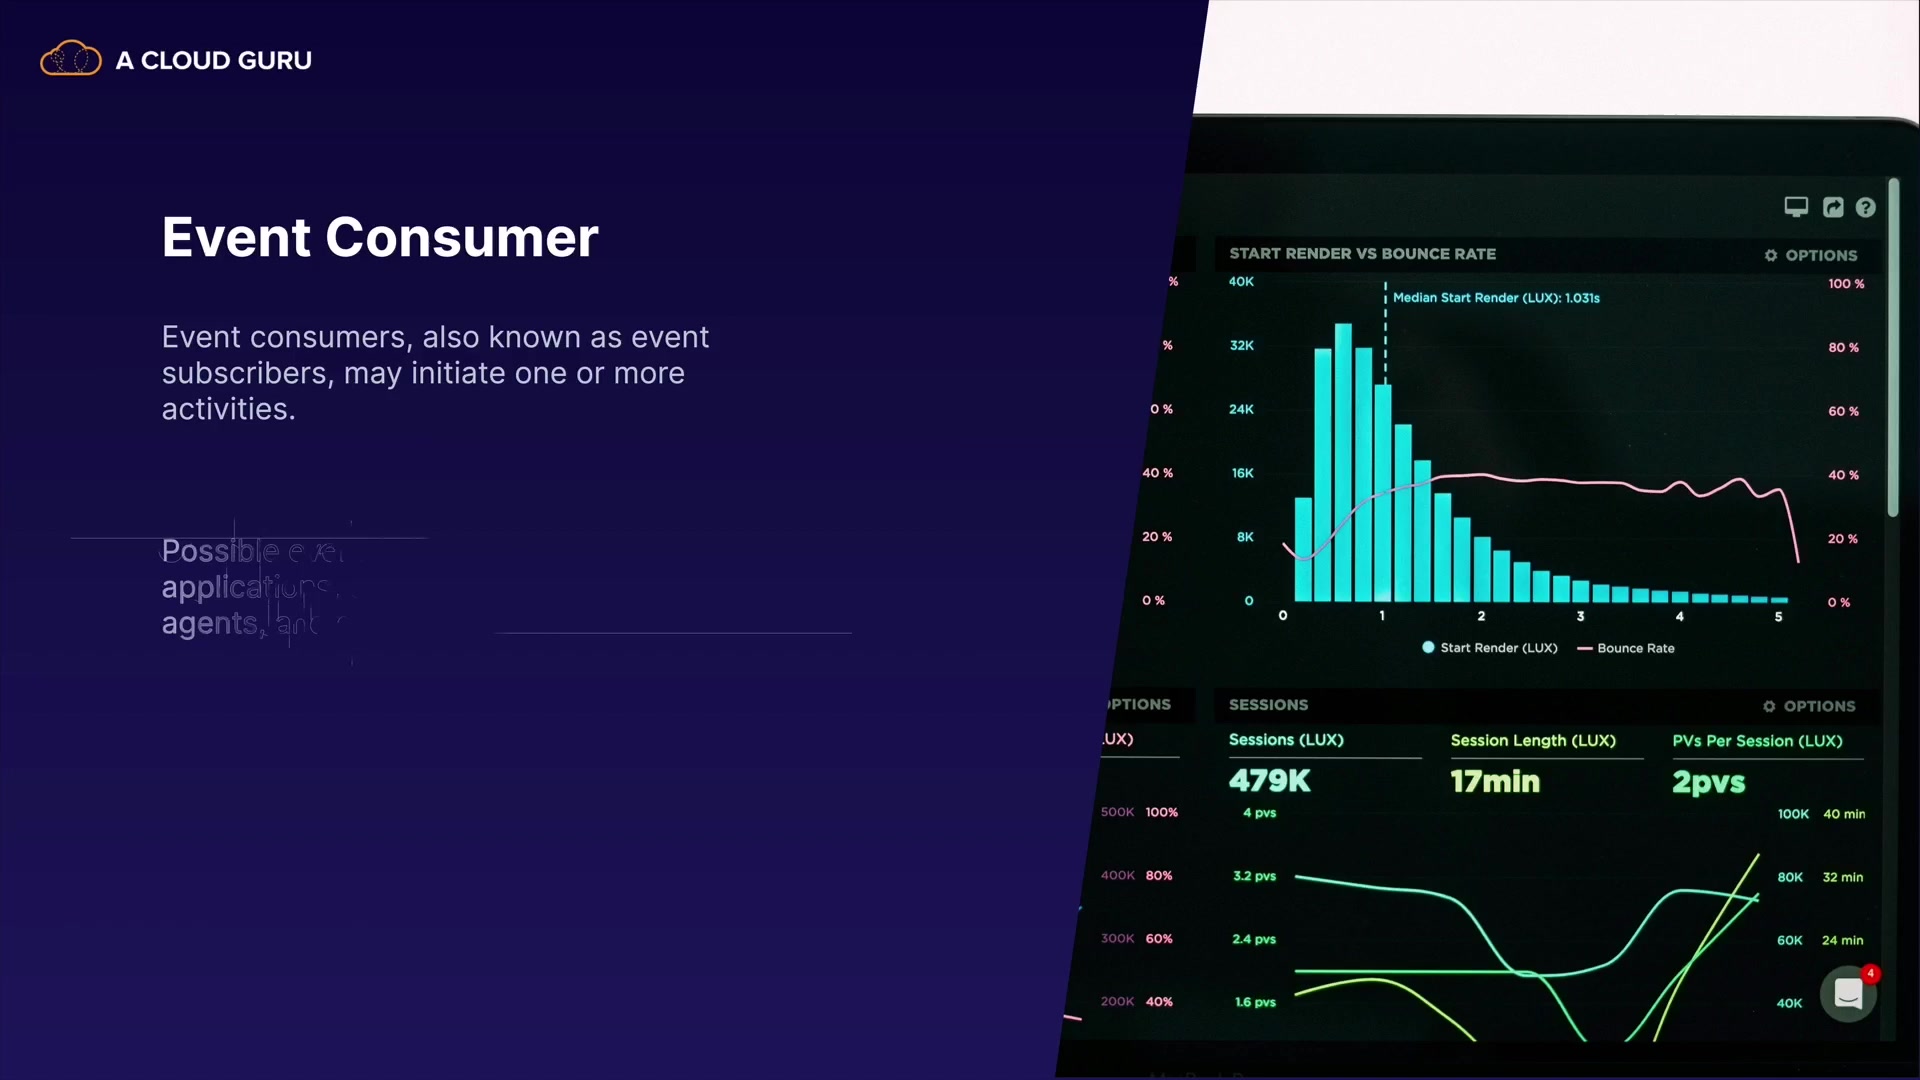 A CLOUD GURU
Event Consumer
Event consumers, also known as event
subscribers, may initiate one or more
activities.
Possible
applications,
agents, and
START RENDER VS BOUNCE RATE
OPTIONS
%
%
0 %
40 %
20 %
0 %
40K
32K
24K
16K
8K
0
Median Start Render (LUX): 1.031s
100 %
80 %
60 %
40 %
20 %
0 %
0 1 2 3 4 5
Start Render (LUX) Bounce Rate
PTIONS
.UX)
500K 100%
400K 80%
300K 60%
200K 40%
SESSIONS
OPTIONS
Sessions (LUX)
479K
Session Length (LUX)
17min
PVs Per Session (LUX)
2pvs
4 pvs
3.2 pvs
2.4 pvs
1.6 pvs
100K 40 min
80K 32 min
60K 24 min
40K
4